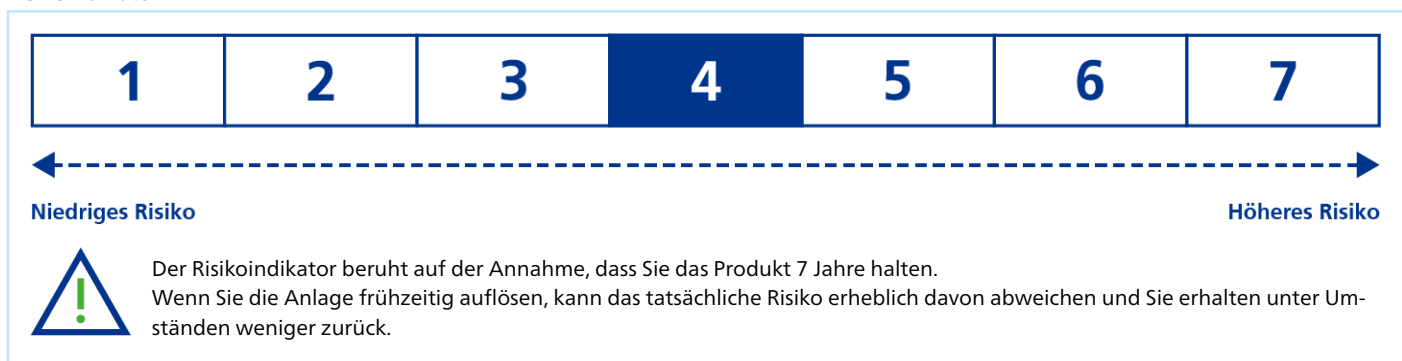 1 2 3 4 5 6 7
Niedriges Risiko Höheres Risiko
Der Risikoindikator beruht auf der Annahme, dass Sie das Produkt 7 Jahre halten.
Wenn Sie die Anlage frühzeitig auflösen, kann das tatsächliche Risiko erheblich davon abweichen und Sie erhalten unter Um-
ständen weniger zurück.